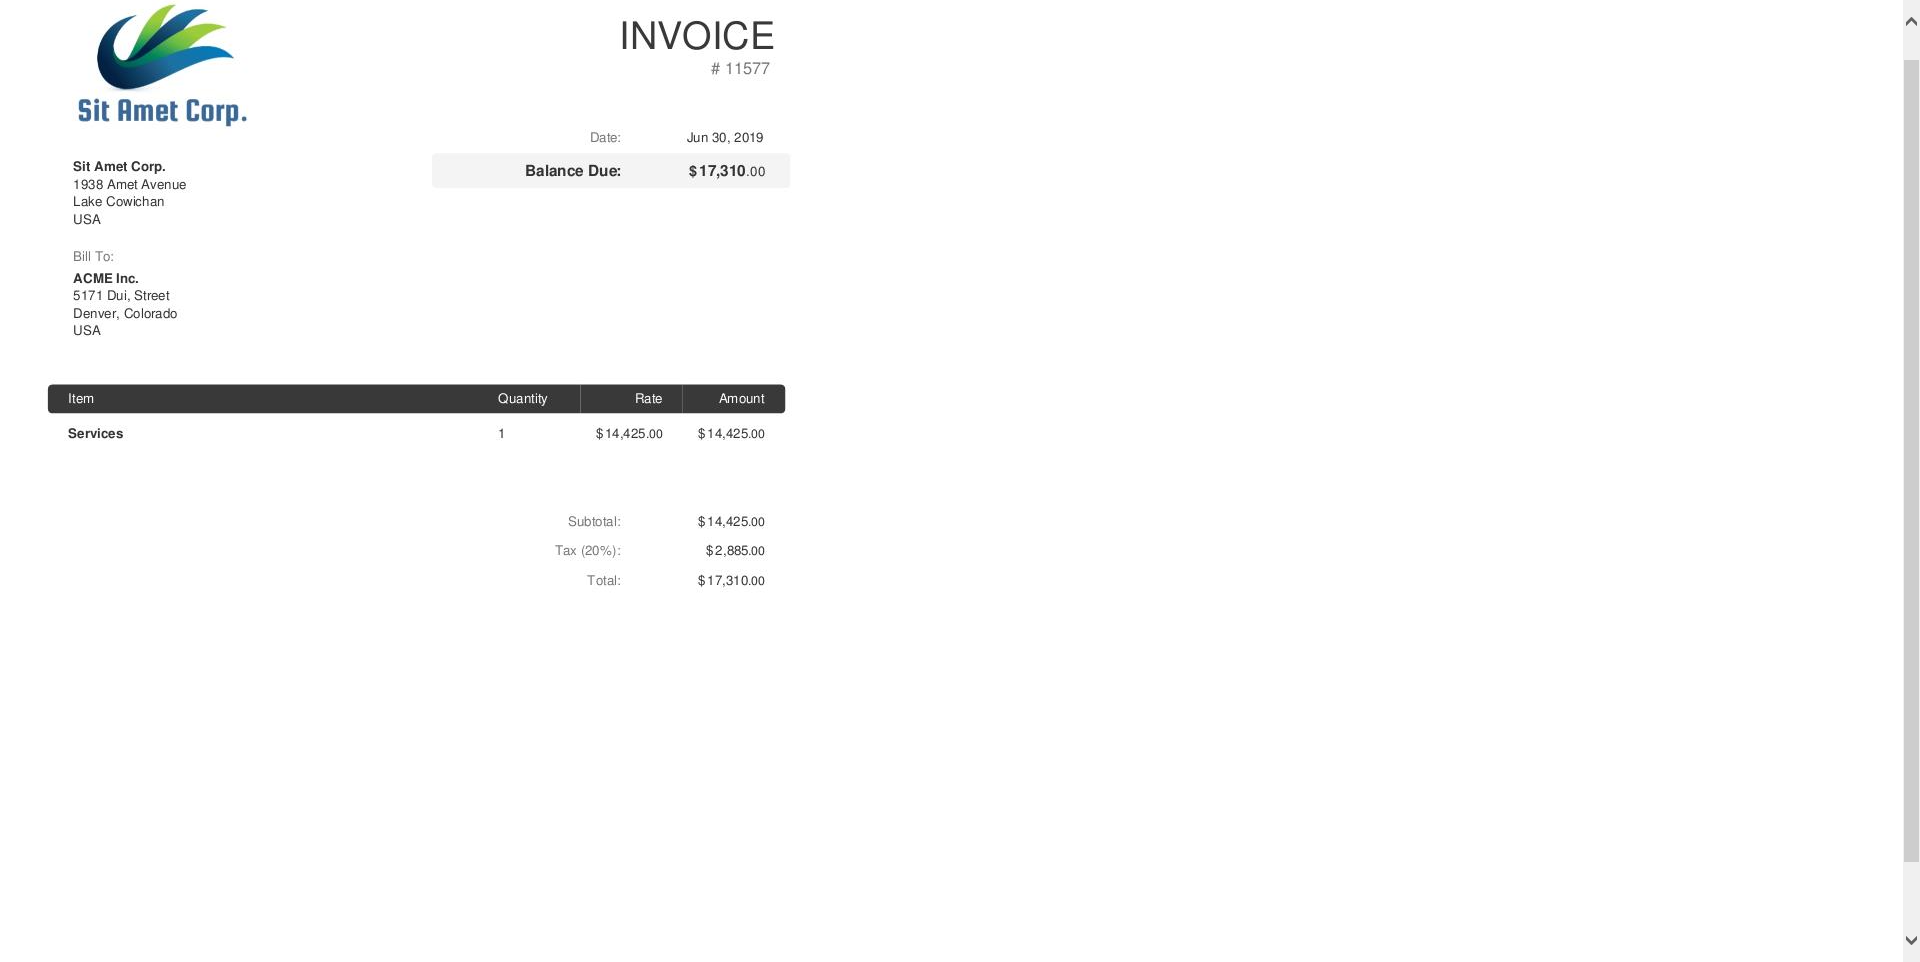 Sit Amet Corp.
INVOICE
# 11577
Date: Jun 30, 2019
Balance Due: $17,310.00
Sit Amet Corp.
1938 Amet Avenue
Lake Cowichan
USA
Bill To:
ACME Inc.
5171 Dui, Street
Denver, Colorado
USA
Item Quantity Rate Amount
Services 1 $14,425.00 $14,425.00
Subtotal: $14,425.00
Tax (20%): $2,885.00
Total: $17,310.00